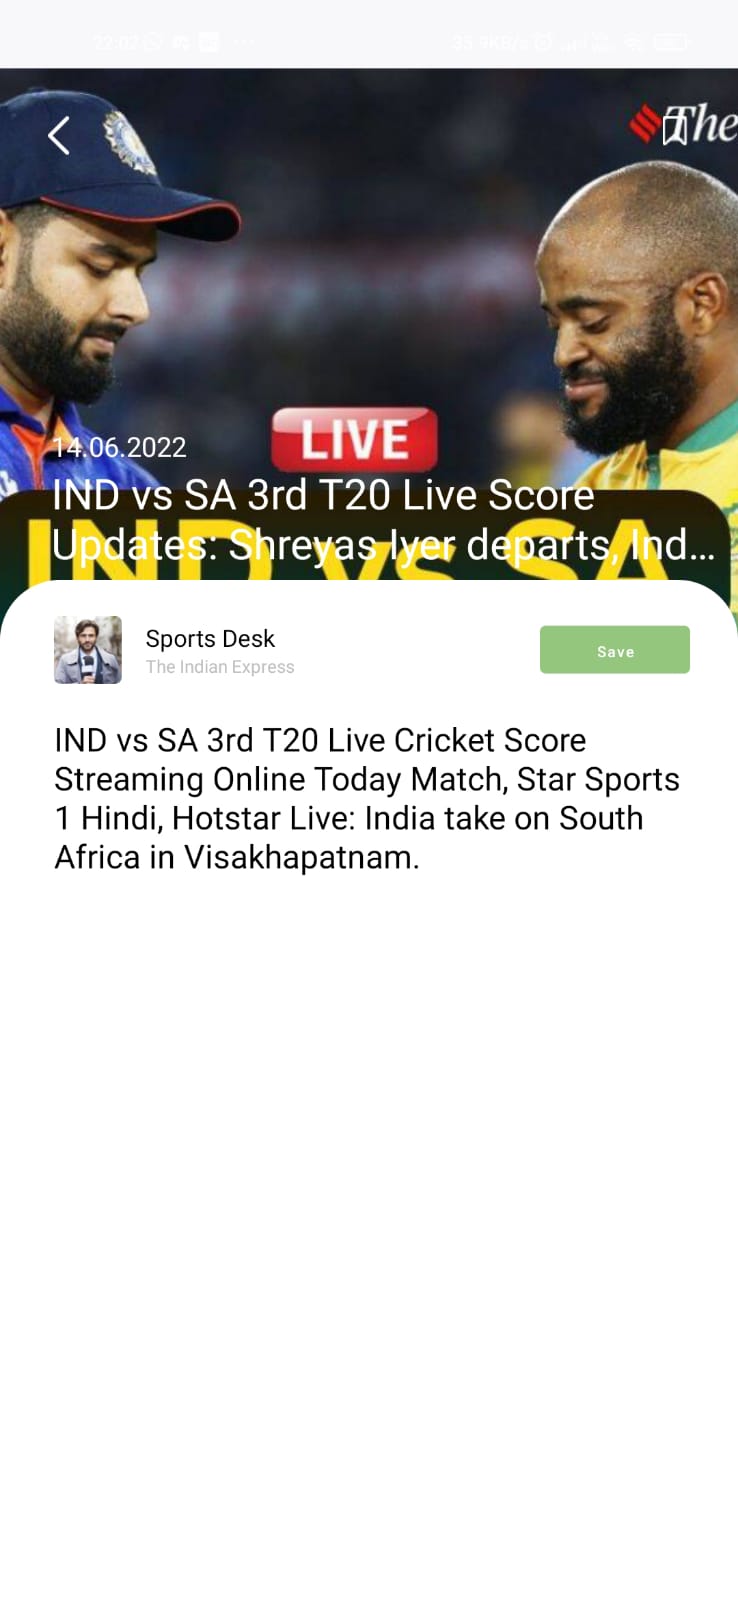 22:02
33.9KB/s
The
14.06.2022
LIVE
IND vs SA 3rd T20 Live Score
Updates: Shreyas Iyer departs, Ind...
IND vs SA
Sports Desk
The Indian Express
Save
IND vs SA 3rd T20 Live Cricket Score
Streaming Online Today Match, Star Sports
1 Hindi, Hotstar Live: India take on South
Africa in Visakhapatnam.